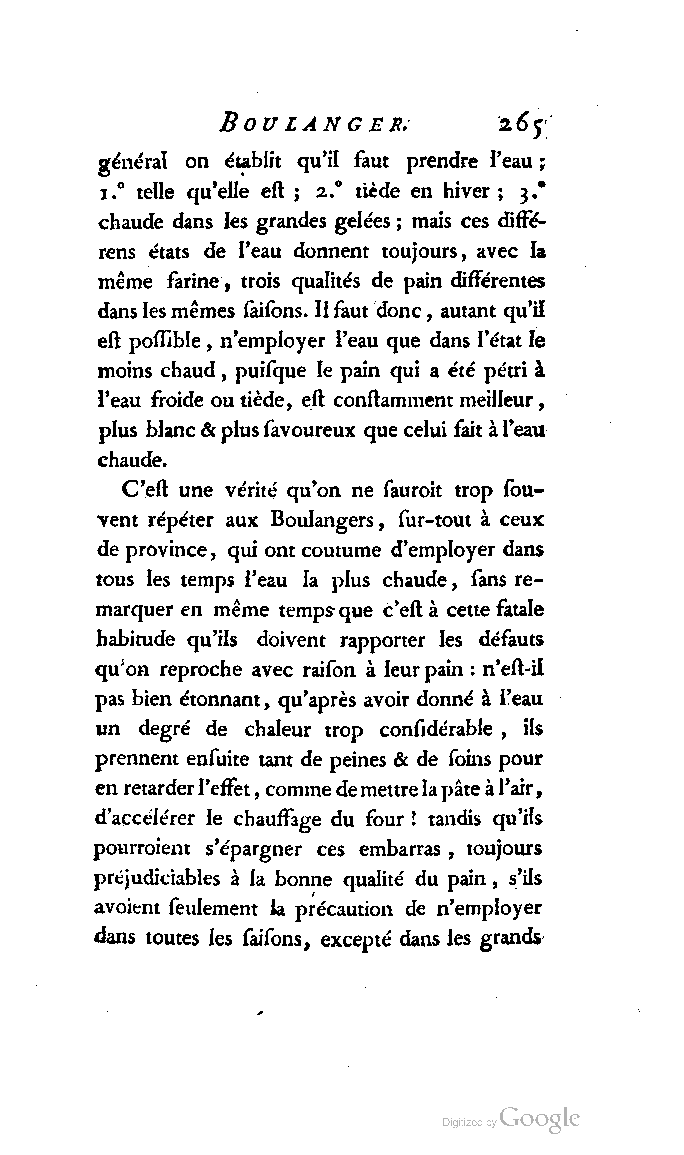 BOULANGER. 265
général on établit qu'il faut prendre l'eau ;
1.° telle qu'elle eſt ; 2.° tiède en hiver ; 3.°
chaude dans les grandes gelées ; mais ces diffé-
rens états de l'eau donnent toujours, avec la
même farine, trois qualités de pain différentes
dans les mêmes ſaiſons. Il faut donc, autant qu'il
eſt poſſible, n'employer l'eau que dans l'état le
moins chaud, puiſque le pain qui a été pétri à
l'eau froide ou tiède, eſt conſtamment meilleur,
plus blanc & plus ſavoureux que celui fait à l'eau
chaude.
C'eſt une vérité qu'on ne ſauroit trop ſou-
vent répéter aux Boulangers, ſur-tout à ceux
de province, qui ont coutume d'employer dans
tous les temps l'eau la plus chaude, ſans re-
marquer en même temps que c'eſt à cette fatale
habitude qu'ils doivent rapporter les défauts
qu'on reproche avec raiſon à leur pain : n'eſt-il
pas bien étonnant, qu'après avoir donné à l'eau
un degré de chaleur trop conſidérable, ils
prennent enſuite tant de peines & de ſoins pour
en retarder l'effet, comme de mettre la pâte à l'air,
d'accélérer le chauffage du four ! tandis qu'ils
pourroient s'épargner ces embarras, toujours
préjudiciables à la bonne qualité du pain, s'ils
avoient ſeulement la précaution de n'employer
dans toutes les ſaiſons, excepté dans les grands
Digitized by Google